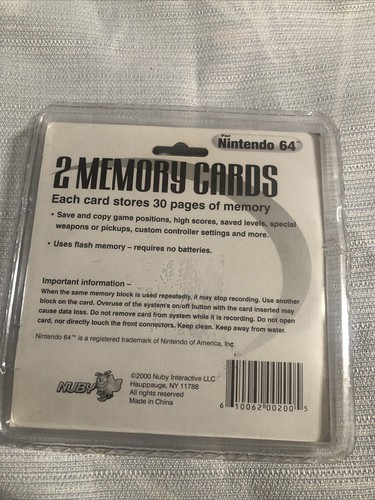 For
Nintendo 64™
2 MEMORY CARDS
Each card stores 30 pages of memory
• Save and copy game positions, high scores, saved levels, special
weapons or pickups, custom controller settings and more.
• Uses flash memory – requires no batteries.
Important information –
When the same memory block is used repeatedly, it may stop recording. Use another
block on the card. Overuse of the system's on/off button with the card inserted may
cause data loss. Do not remove card from system while it is recording. Do not open
card, nor directly touch the front connectors. Keep clean. Keep away from water.
Nintendo 64™ is a registered trademark of Nintendo of America, Inc.
NUBY
©2000 Nuby Interactive LLC
Hauppauge, NY 11788
All rights reserved
Made in China
6 10062 00200 5